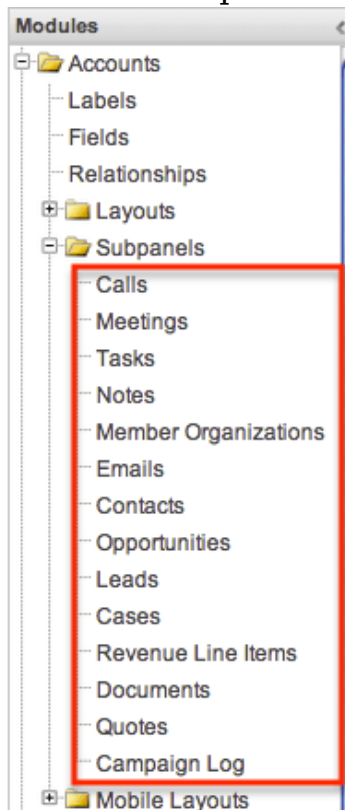 Modules
Accounts
Labels
Fields
Relationships
Layouts
Subpanels
Calls
Meetings
Tasks
Notes
Member Organizations
Emails
Contacts
Opportunities
Leads
Cases
Revenue Line Items
Documents
Quotes
Campaign Log
Mobile Layouts